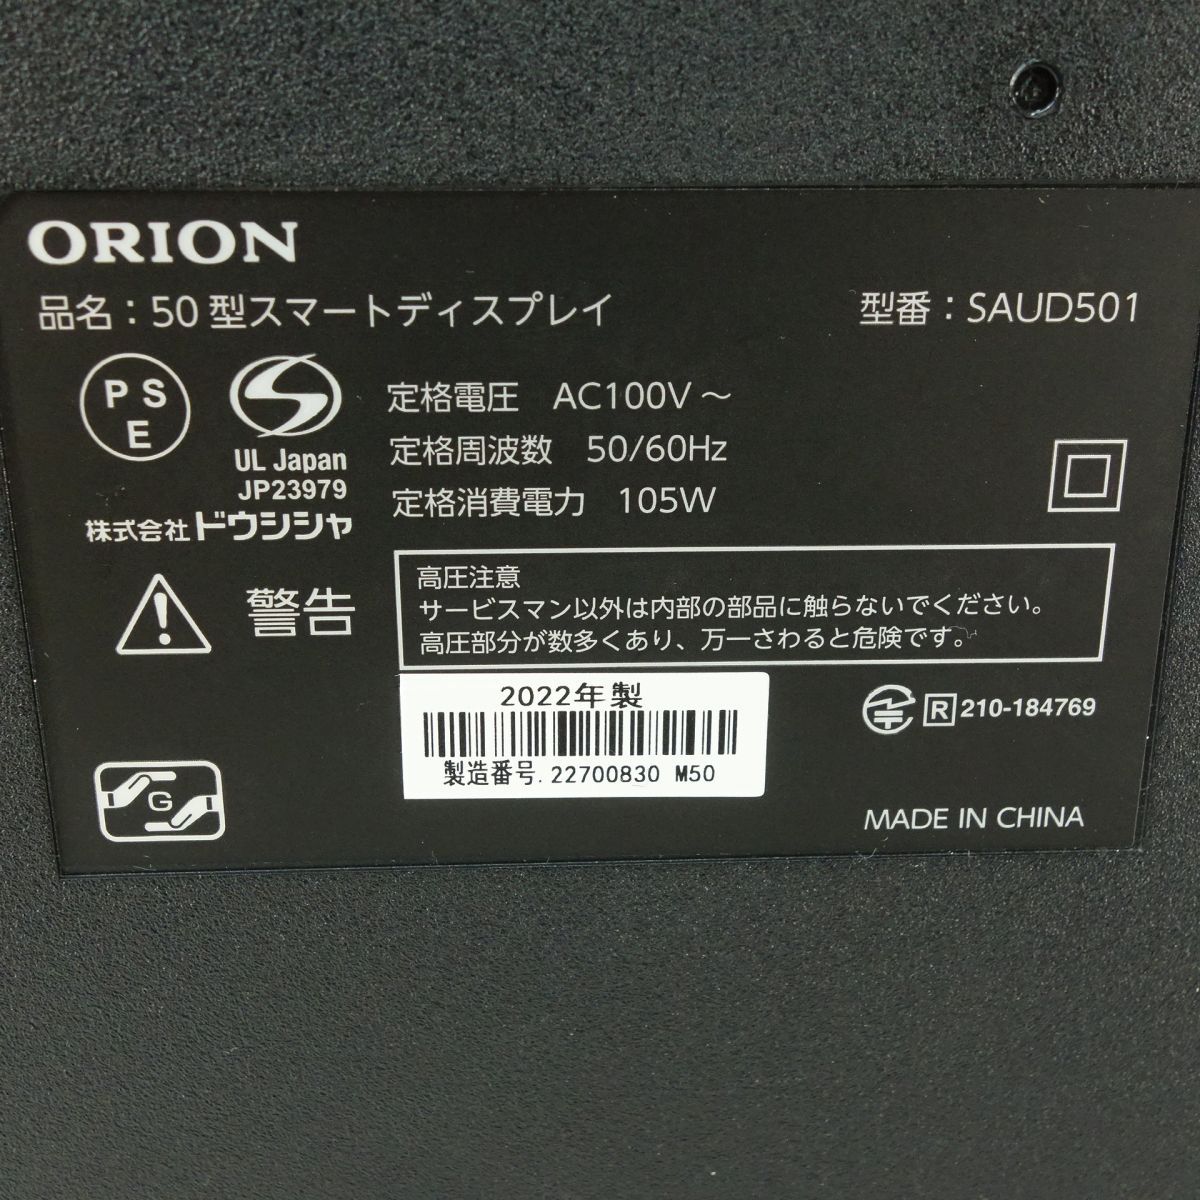 ORION
品名：50型スマートディスプレイ
型番：SAUD501
PSE
UL Japan
JP23979
株式会社ドウシシャ
定格電圧 AC100V～
定格周波数 50/60Hz
定格消費電力 105W
警告
高圧注意
サービスマン以外は内部の部品に触らないでください。
高圧部分が数多くあり、万一さわると危険です。
2022年製
製造番号. 22700830 M50
R 210-184769
G
MADE IN CHINA